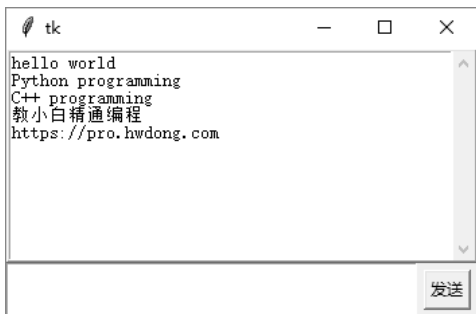 tk
hello world
Python programming
C++ programming
教小白精通编程
https://pro.hwdong.com
发送